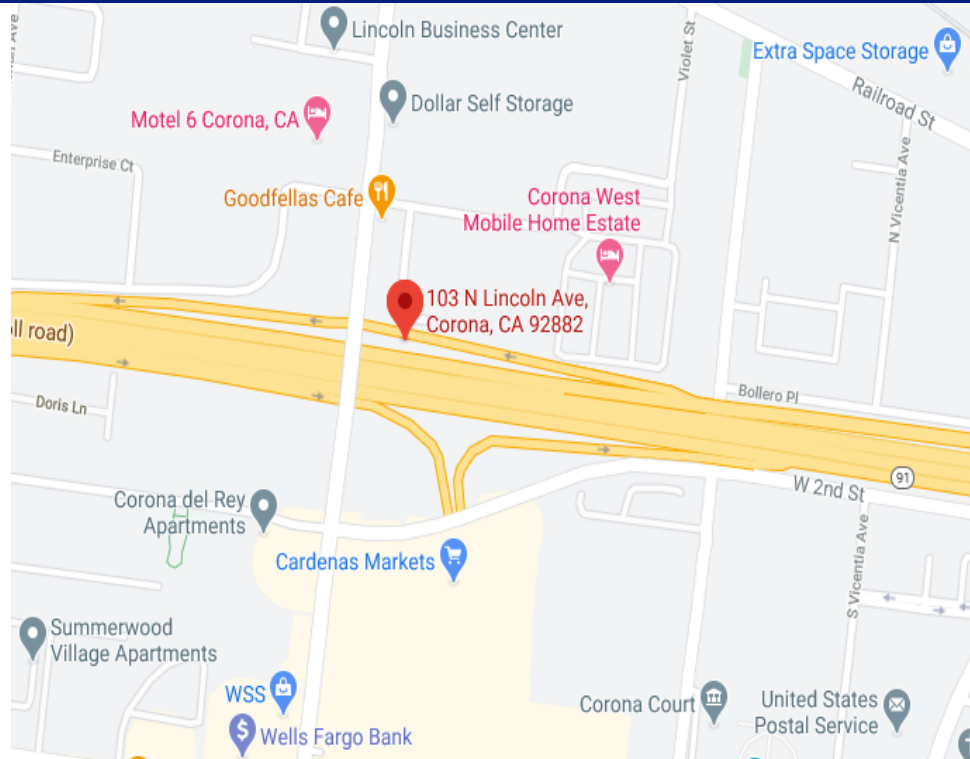 Lincoln Business Center
Violet St
Extra Space Storage
Railroad St
Dollar Self Storage
Motel 6 Corona, CA
Enterprise Ct
N Vicentia Ave
Goodfellas Cafe
Corona West
Mobile Home Estate
103 N Lincoln Ave,
Corona, CA 92882
oll road)
Doris Ln
Bollero Pl
91
W 2nd St
Corona del Rey
Apartments
Cardenas Markets
S Vicentia Ave
Summerwood
Village Apartments
WSS
Corona Court
United States
Postal Service
Wells Fargo Bank